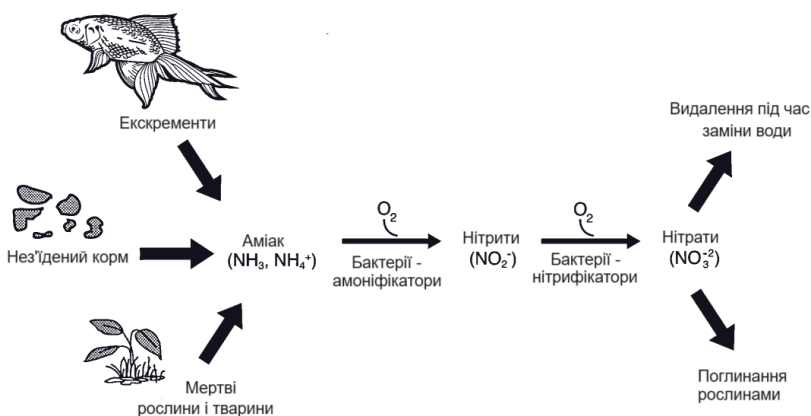 Екскременти
Нез'їдений корм
Мертві
рослини і тварини
Аміак
(NH₃, NH₄⁺)
O₂
Бактерії -
амоніфікатори
Нітрити
(NO₂⁻)
O₂
Бактерії -
нітрифікатори
Нітрати
(NO₃⁻²)
Видалення під час
заміни води
Поглинання
рослинами